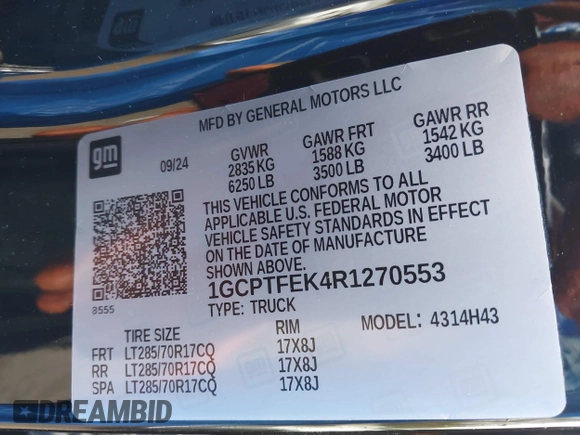 MFD BY GENERAL MOTORS LLC
gm
09/24
GVWR GAWR FRT GAWR RR
2835 KG 1588 KG 1542 KG
6250 LB 3500 LB 3400 LB
THIS VEHICLE CONFORMS TO ALL
APPLICABLE U.S. FEDERAL MOTOR
VEHICLE SAFETY STANDARDS IN EFFECT
ON THE DATE OF MANUFACTURE
SHOWN ABOVE.
1GCPTFEK4R1270553
3555
TYPE: TRUCK
MODEL: 4314H43
TIRE SIZE RIM
FRT LT285/70R17CQ 17X8J
RR LT285/70R17CQ 17X8J
SPA LT285/70R17CQ 17X8J
DREAMBID